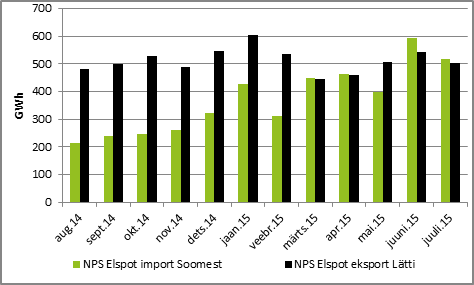 700
600
500
400
300
200
100
0
GWh
aug.14 sept.14 okt.14 nov.14 dets.14 jaan.15 veebr.15 märts.15 apr.15 mai.15 juuni.15 juuli.15
NPS Elspot import Soomest NPS Elspot eksport Lätti